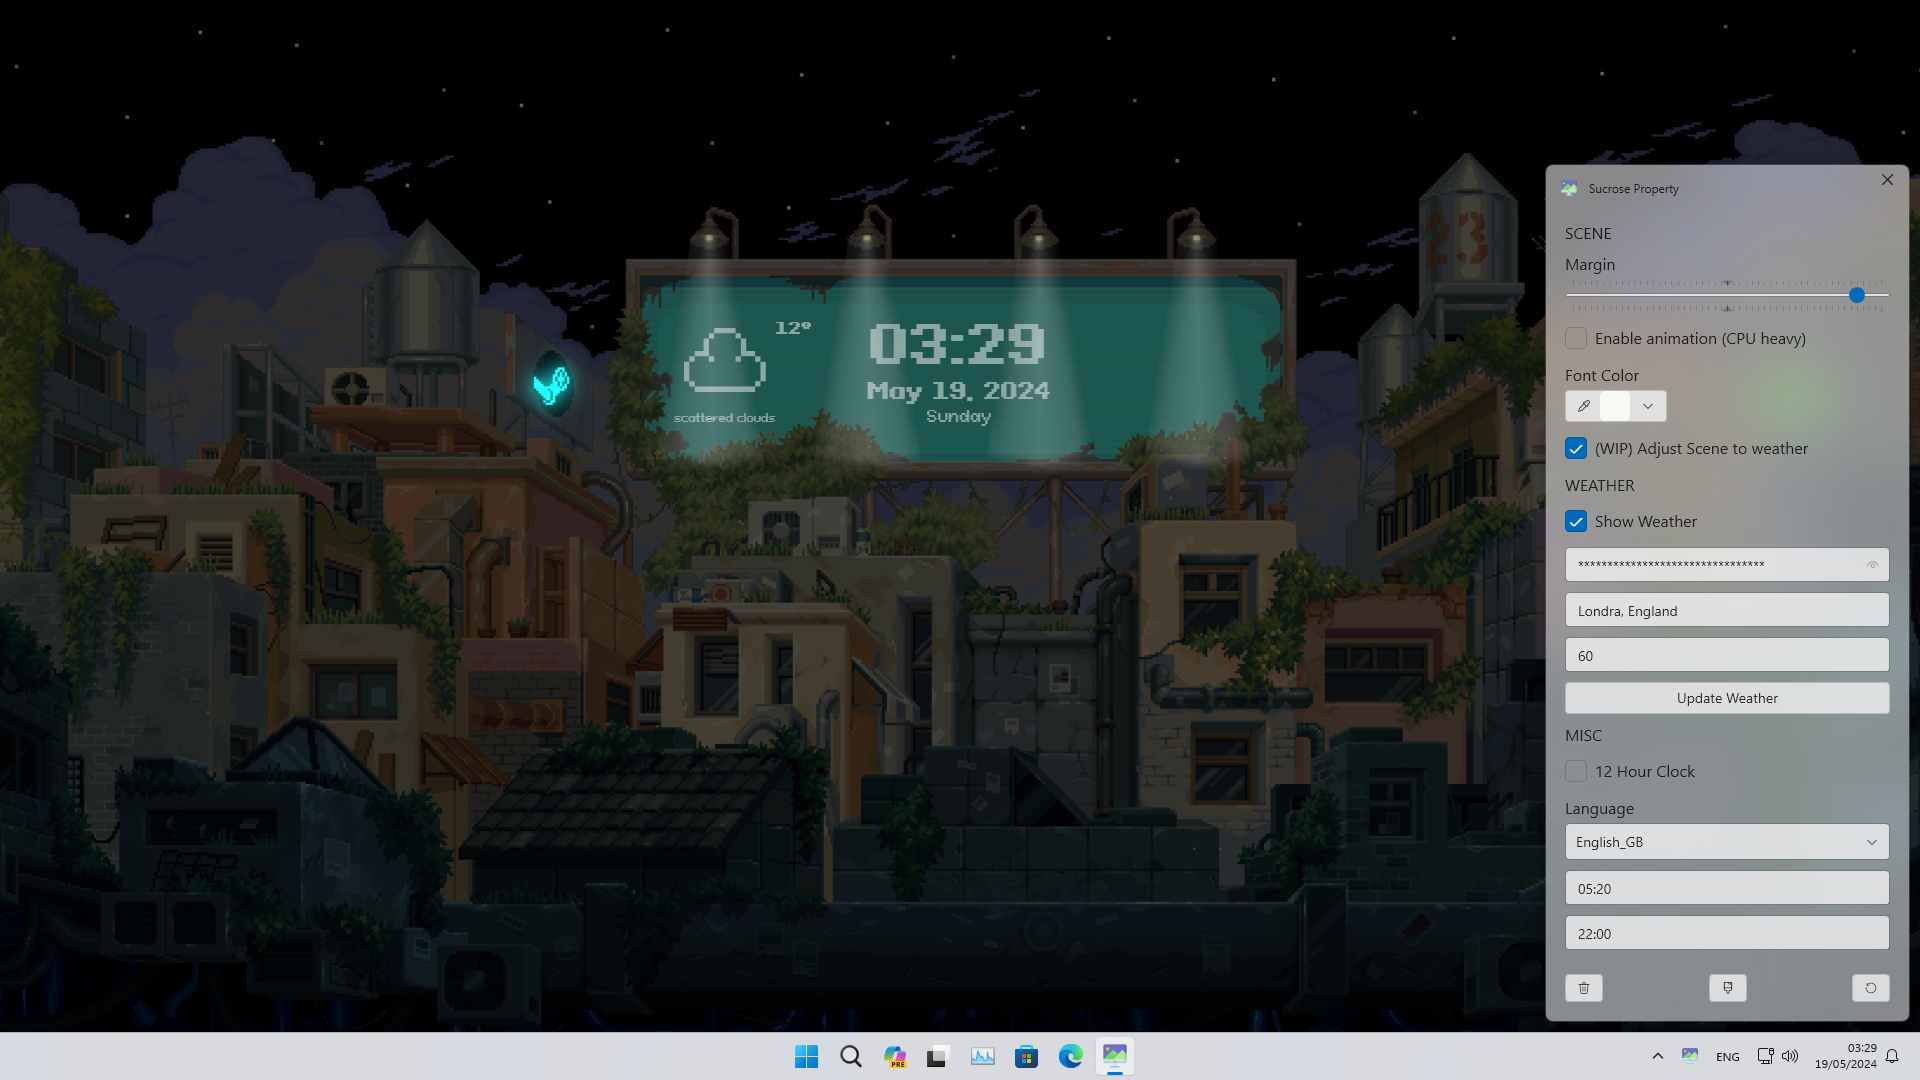 23
12°
03:29
May 19, 2024
Sunday
scattered clouds
Sucrose Property
SCENE
Margin
Enable animation (CPU heavy)
Font Color
(WIP) Adjust Scene to weather
WEATHER
Show Weather
*********************************
Londra, England
60
Update Weather
MISC
12 Hour Clock
Language
English_GB
05:20
22:00
PRE
ENG
03:29
19/05/2024